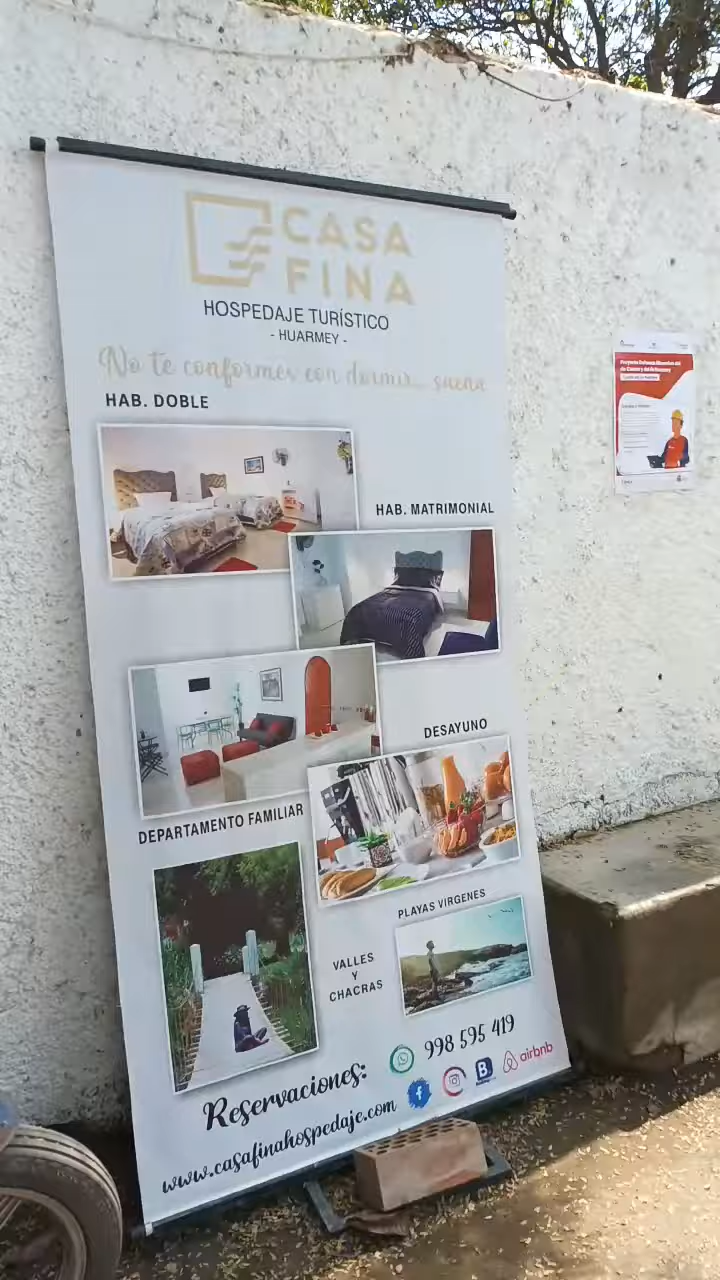 CASA
FINA
HOSPEDAJE TURÍSTICO
- HUARMEY -
No te conformes con dormir... sueña
HAB. DOBLE
HAB. MATRIMONIAL
DEPARTAMENTO FAMILIAR
DESAYUNO
PLAYAS VIRGENES
VALLES
Y
CHACRAS
Reservaciones:
998 595 419
airbnb
www.casafinahospedaje.com